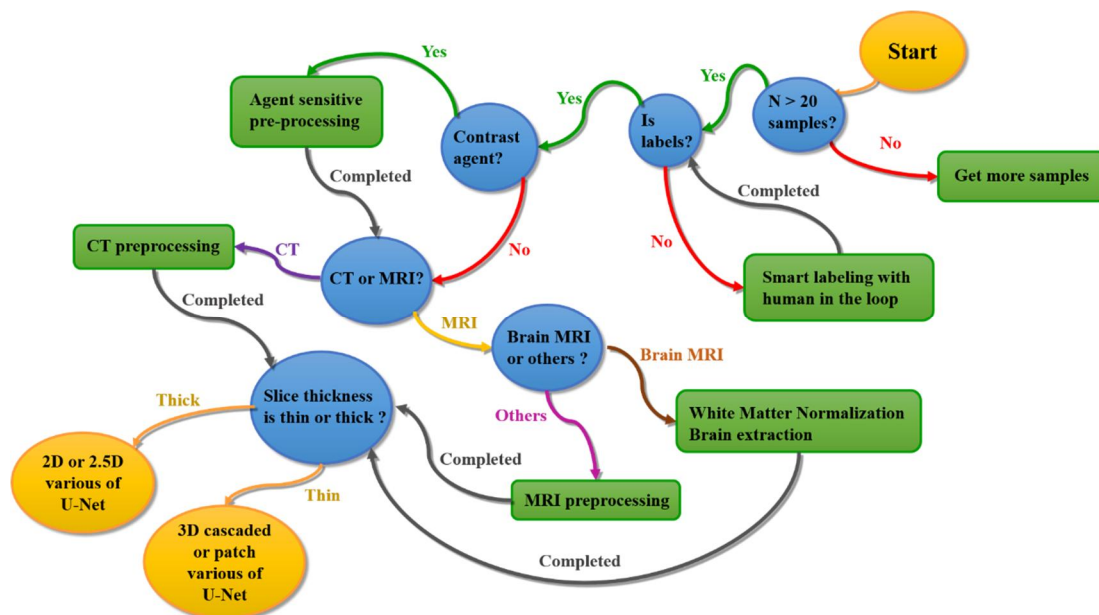 Start
Yes
N > 20
samples?
No
Get more samples
Yes
Is
labels?
Completed
No
Smart labeling with
human in the loop
Yes
Contrast
agent?
Agent sensitive
pre-processing
Completed
No
CT or MRI?
CT
CT preprocessing
Completed
MRI
Brain MRI
or others ?
Brain MRI
White Matter Normalization
Brain extraction
Others
MRI preprocessing
Completed
Completed
Slice thickness
is thin or thick ?
Thick
2D or 2.5D
various of
U-Net
Thin
3D cascaded
or patch
various of
U-Net